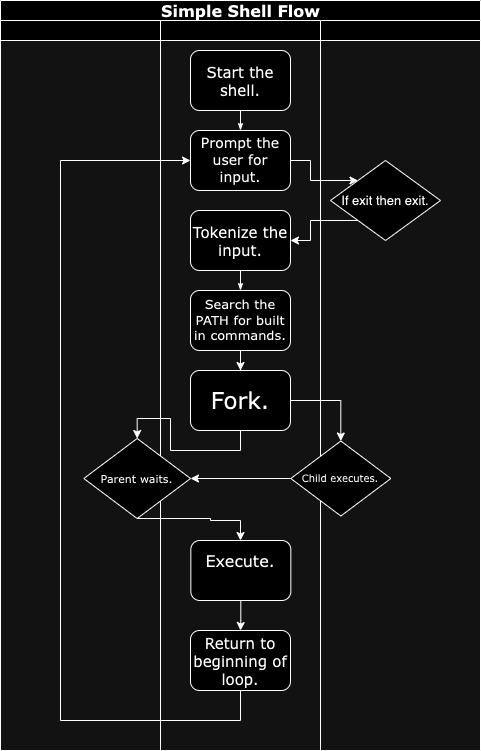 Simple Shell Flow
Start the
shell.
Prompt the
user for
input.
If exit then exit.
Tokenize the
input.
Search the
PATH for built
in commands.
Fork.
Parent waits.
Child executes.
Execute.
Return to
beginning of
loop.